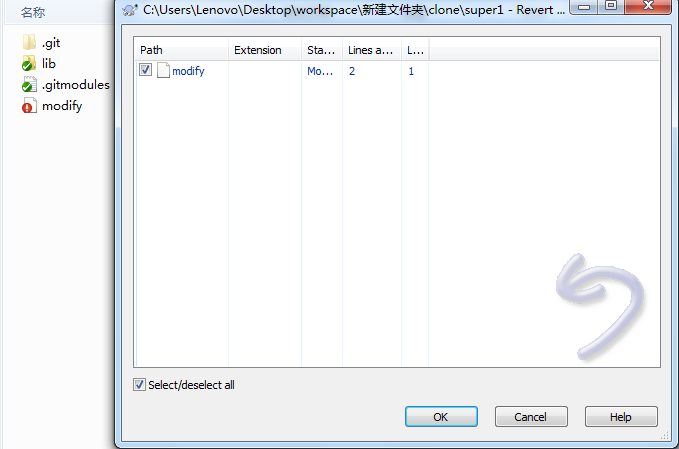 C:\Users\Lenovo\Desktop\workspace\新建文件夹\clone\super1 - Revert ...
名称
.git
lib
.gitmodules
modify
Path Extension Sta... Lines a... L...
modify Mo... 2 1
Select/deselect all
OK Cancel Help